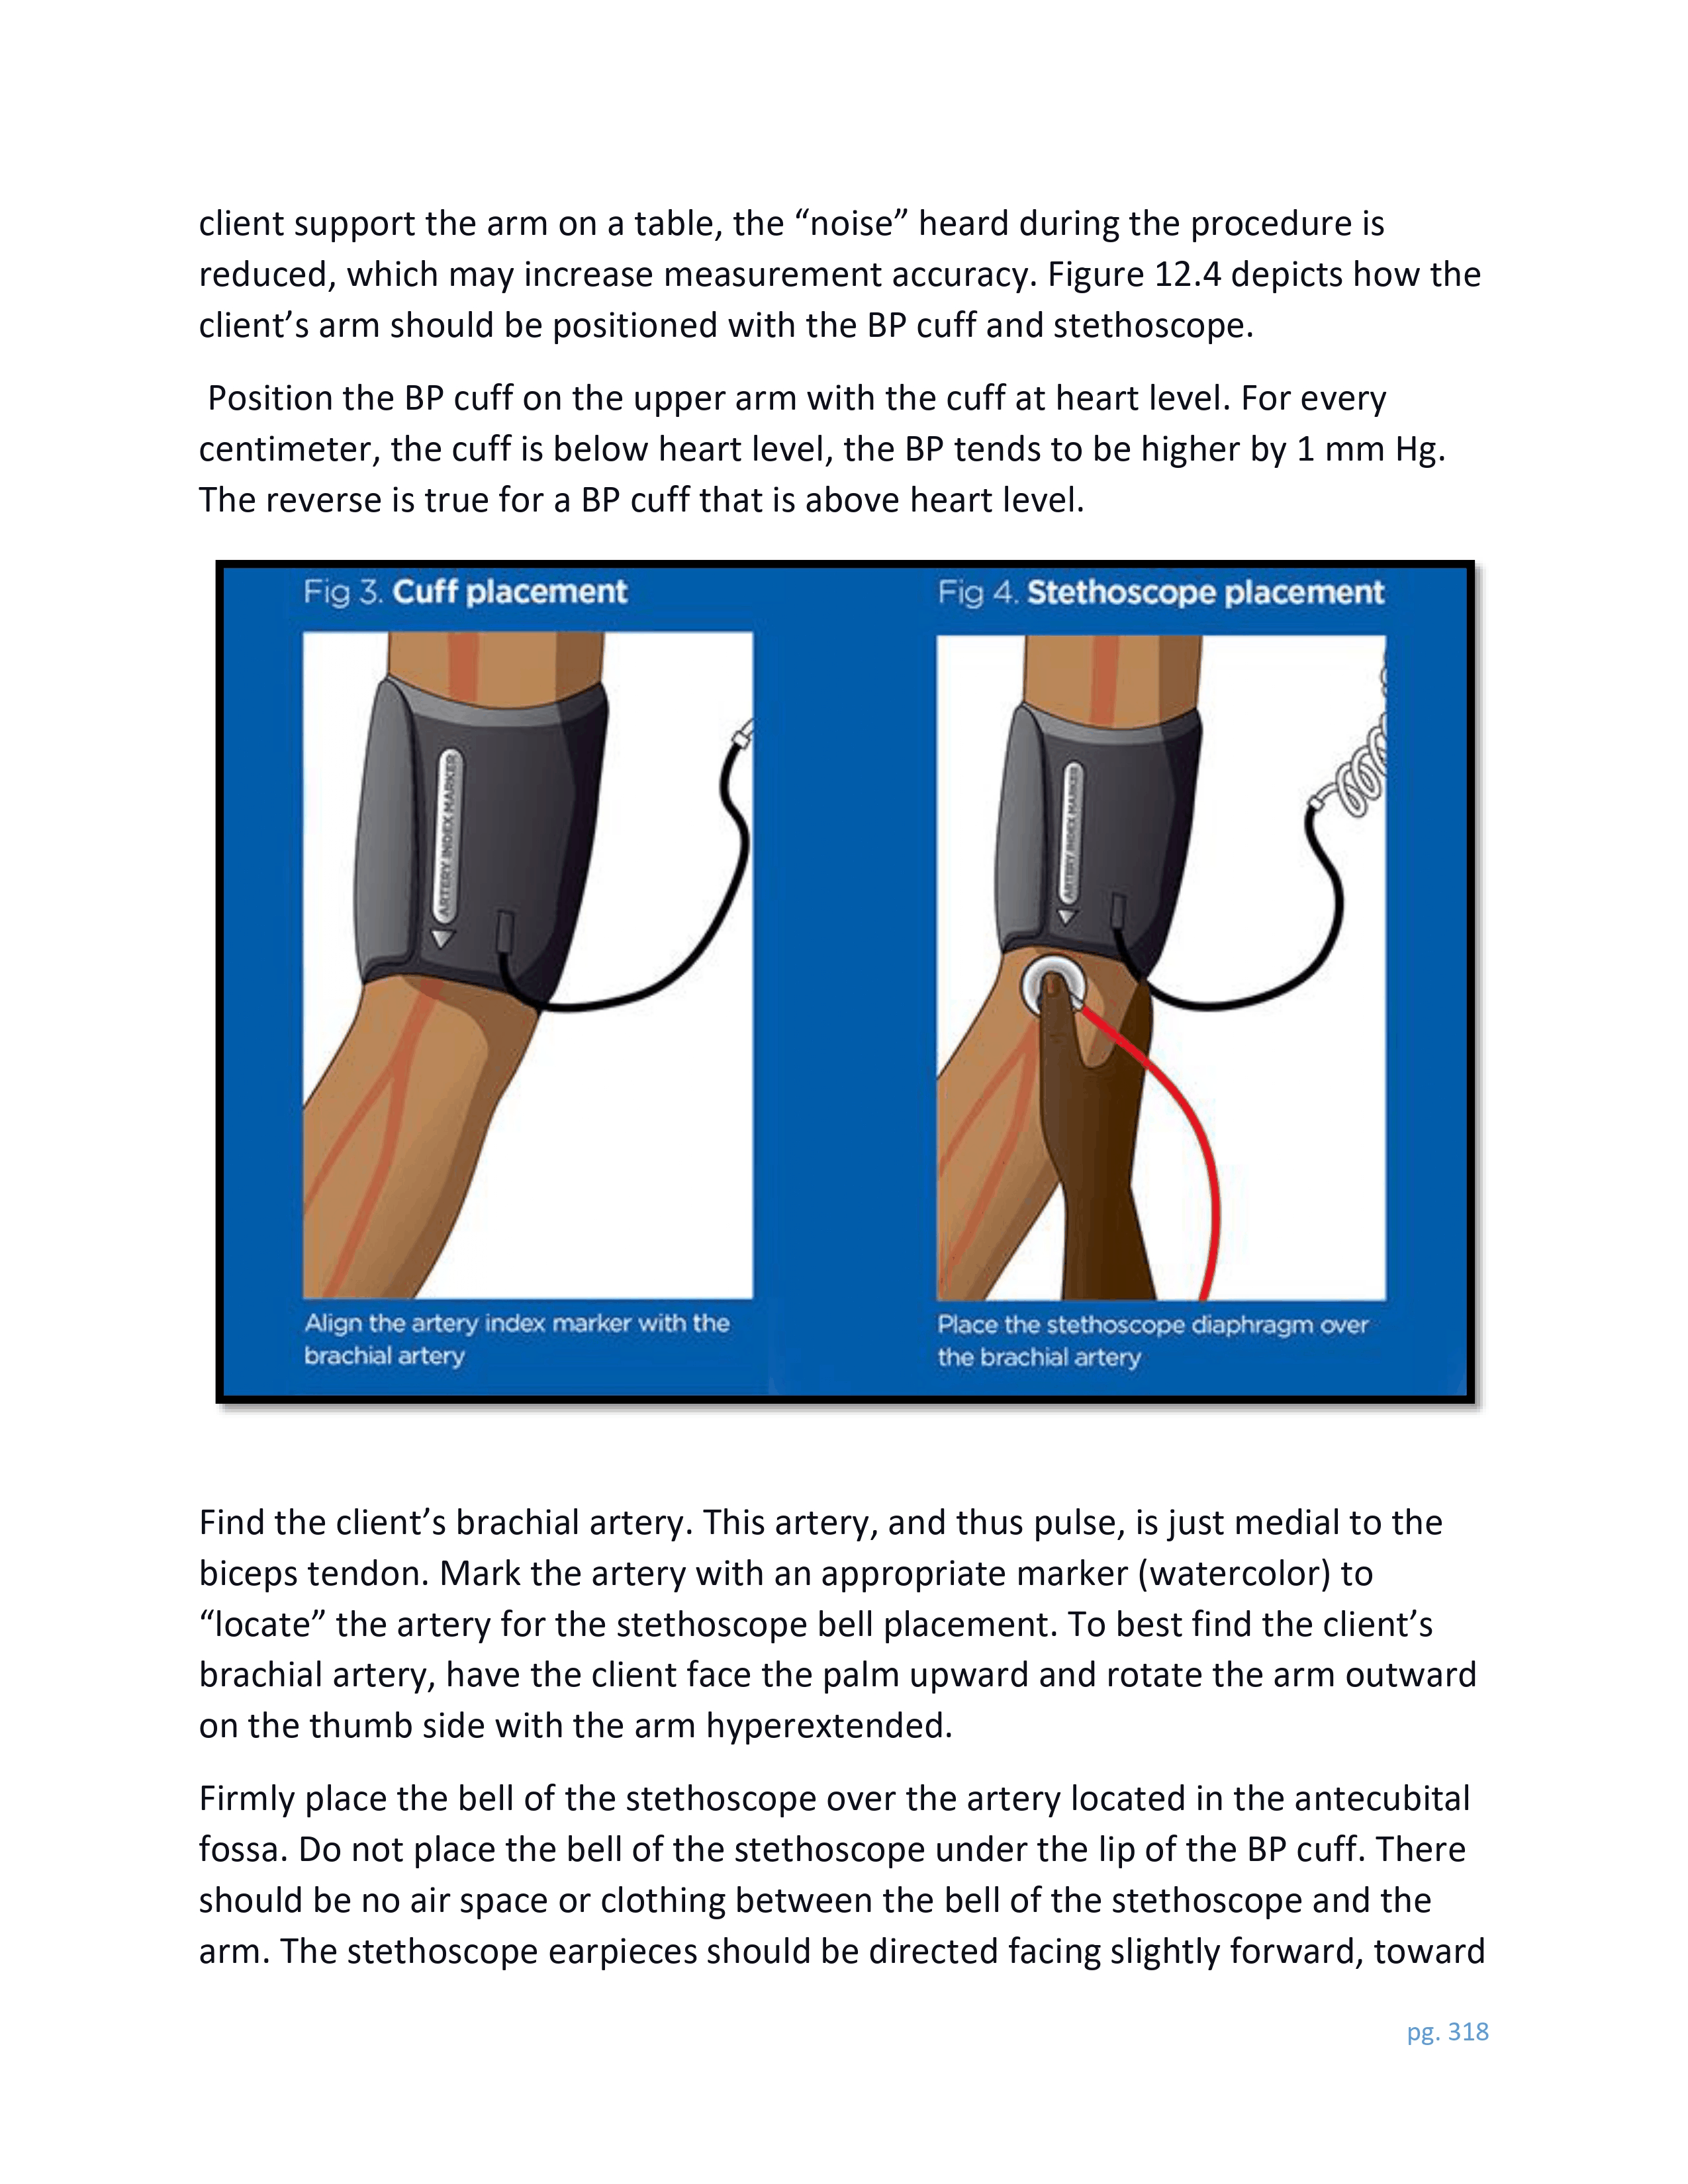 client support the arm on a table, the “noise” heard during the procedure is
reduced, which may increase measurement accuracy. Figure 12.4 depicts how the
client’s arm should be positioned with the BP cuff and stethoscope.
Position the BP cuff on the upper arm with the cuff at heart level. For every
centimeter, the cuff is below heart level, the BP tends to be higher by 1 mm Hg.
The reverse is true for a BP cuff that is above heart level.
Fig 3. Cuff placement
ARTERY INDEX MARKER
Align the artery index marker with the
brachial artery
Fig 4. Stethoscope placement
ARTERY INDEX MARKER
Place the stethoscope diaphragm over
the brachial artery
Find the client’s brachial artery. This artery, and thus pulse, is just medial to the
biceps tendon. Mark the artery with an appropriate marker (watercolor) to
“locate” the artery for the stethoscope bell placement. To best find the client’s
brachial artery, have the client face the palm upward and rotate the arm outward
on the thumb side with the arm hyperextended.
Firmly place the bell of the stethoscope over the artery located in the antecubital
fossa. Do not place the bell of the stethoscope under the lip of the BP cuff. There
should be no air space or clothing between the bell of the stethoscope and the
arm. The stethoscope earpieces should be directed facing slightly forward, toward
pg. 318